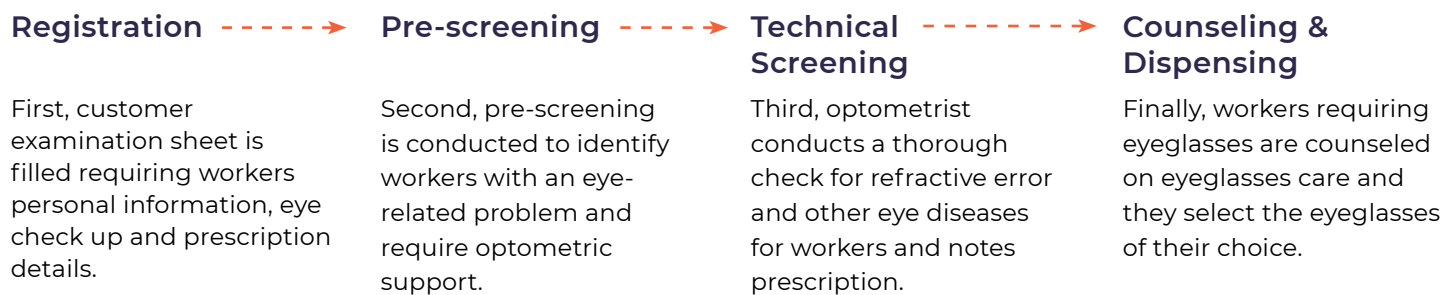 Registration
First, customer
examination sheet is
filled requiring workers
personal information, eye
check up and prescription
details.
Pre-screening
Second, pre-screening
is conducted to identify
workers with an eye-
related problem and
require optometric
support.
Technical
Screening
Third, optometrist
conducts a thorough
check for refractive error
and other eye diseases
for workers and notes
prescription.
Counseling &
Dispensing
Finally, workers requiring
eyeglasses are counseled
on eyeglasses care and
they select the eyeglasses
of their choice.